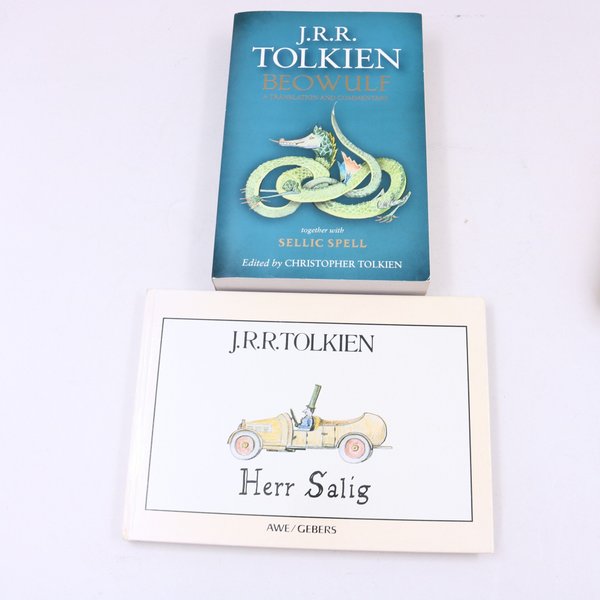 J.R.R.
TOLKIEN
BEOWULF
A TRANSLATION AND COMMENTARY
together with
SELLIC SPELL
Edited by CHRISTOPHER TOLKIEN
J.R.R.TOLKIEN
Herr Salig
AWE/GEBERS